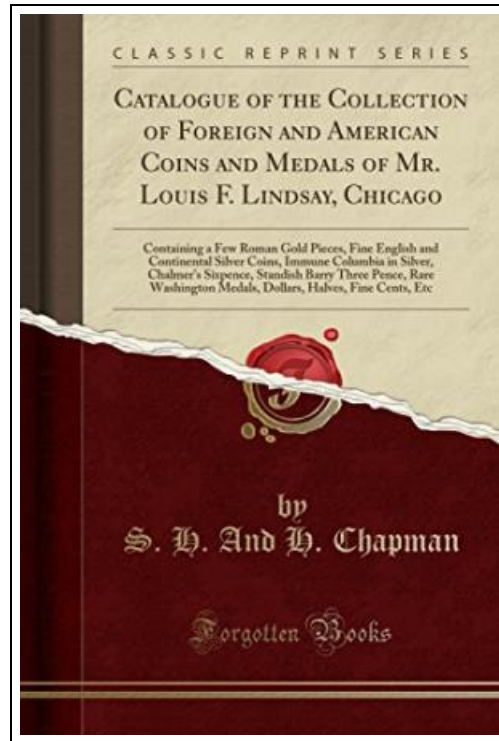 CLASSIC REPRINT SERIES
CATALOGUE OF THE COLLECTION
OF FOREIGN AND AMERICAN
COINS AND MEDALS OF MR.
LOUIS F. LINDSAY, CHICAGO
Containing a Few Roman Gold Pieces, Fine English and
Continental Silver Coins, Immune Columbia in Silver,
Chalmer's Sixpence, Standish Barry Three Pence, Rare
Washington Medals, Dollars, Halves, Fine Cents, Etc
by
S. H. And H. Chapman
Forgotten Books